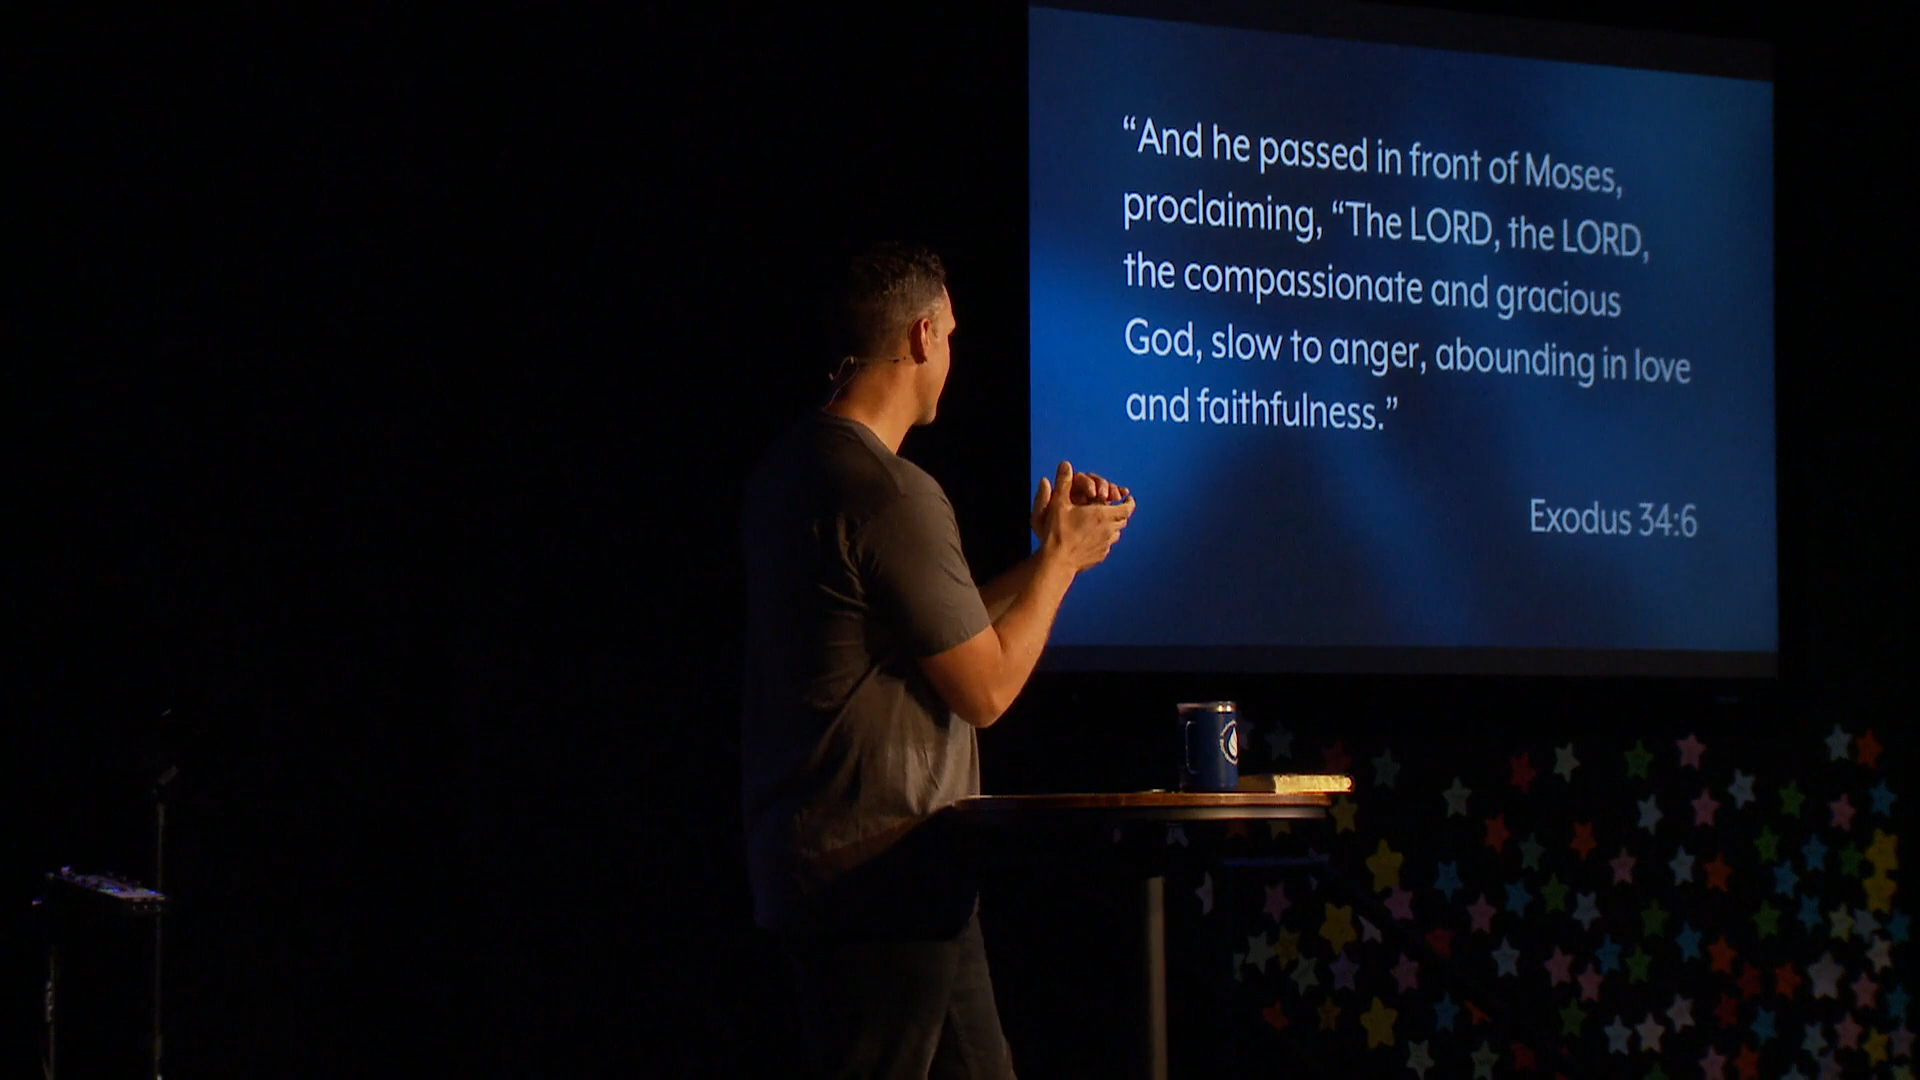 “And he passed in front of Moses,
proclaiming, “The LORD, the LORD,
the compassionate and gracious
God, slow to anger, abounding in love
and faithfulness.”
Exodus 34:6